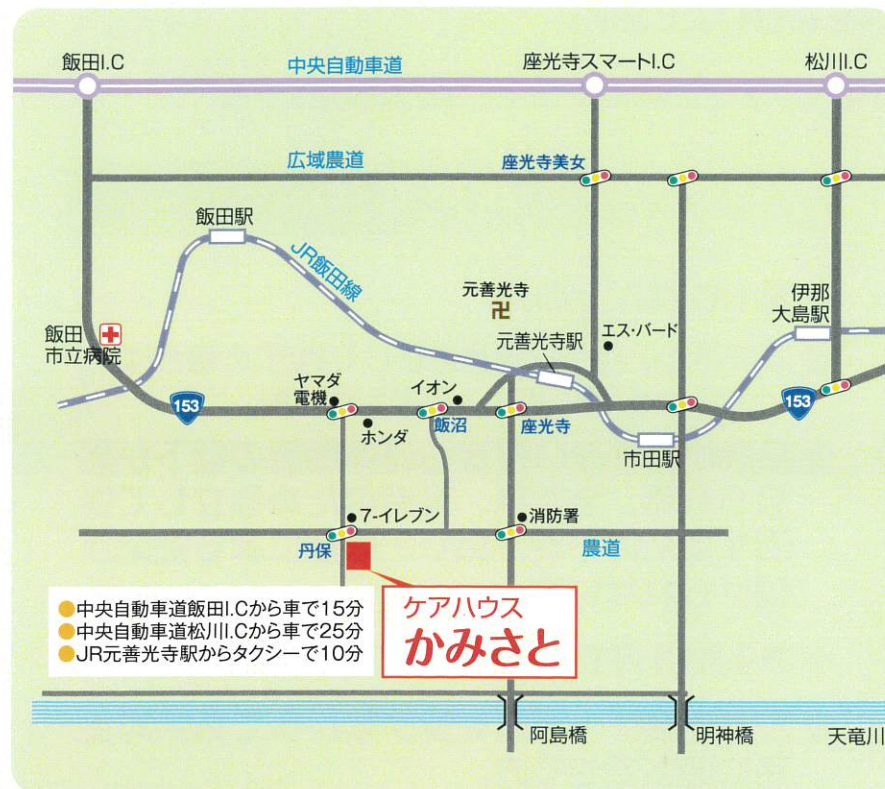 飯田I.C
中央自動車道
座光寺スマートI.C
松川I.C
広域農道
座光寺美女
飯田駅
JR飯田線
元善光寺
卍
元善光寺駅
エス・バード
伊那
大島駅
飯田
市立病院
153
ヤマダ
電機
イオン
ホンダ
飯沼
座光寺
153
市田駅
7-イレブン
消防署
丹保
農道
ケアハウス
かみさと
●中央自動車道飯田I.Cから車で15分
●中央自動車道松川I.Cから車で25分
●JR元善光寺駅からタクシーで10分
阿島橋
明神橋
天竜川